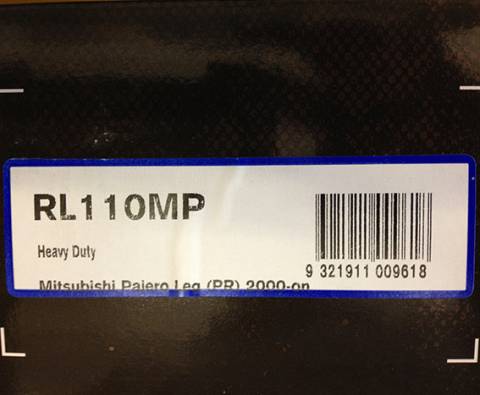 RL110MP
Heavy Duty
9 321911 009618
Mitsubishi Pajero Leg (PR) 2000-on